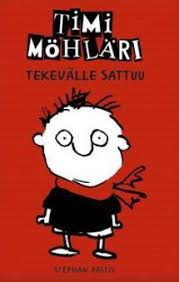 TIMI
MÖHLÄRI
TEKEVÄLLE SATTUU
STEPHAN PASTIS